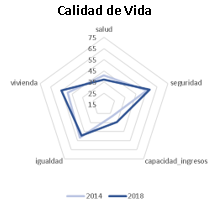 Calidad de Vida
salud
75
65
55
45
35
25
15
vivienda
seguridad
igualdad
capacidad_ingresos
2014 2018